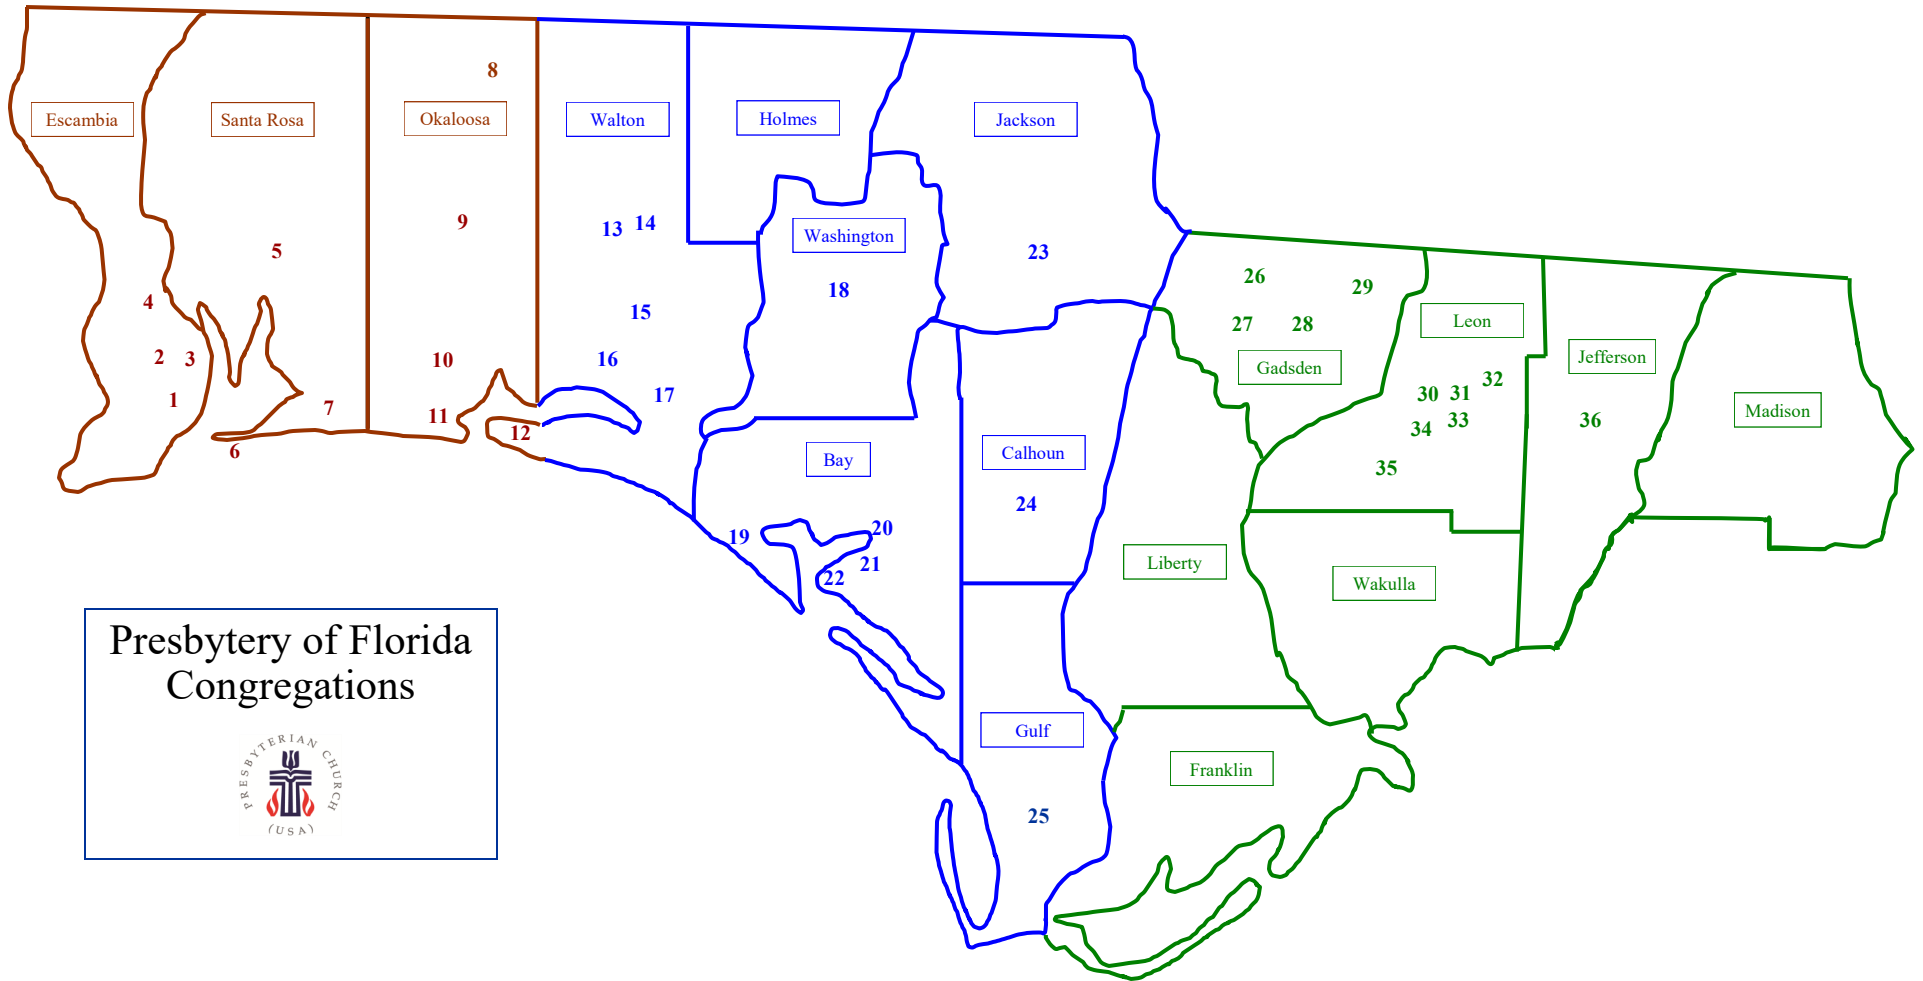 8
Escambia
Santa Rosa
Okaloosa
Walton
Holmes
Jackson
9
13
14
Washington
5
23
18
26
29
4
15
27
28
Leon
2
3
10
16
Gadsden
Jefferson
1
7
11
17
30
31
32
Madison
12
6
34
33
36
Bay
Calhoun
35
24
19
20
21
22
Liberty
Wakulla
Presbytery of Florida
Congregations
Gulf
Franklin
25
PRESBYTERIAN CHURCH
(USA)